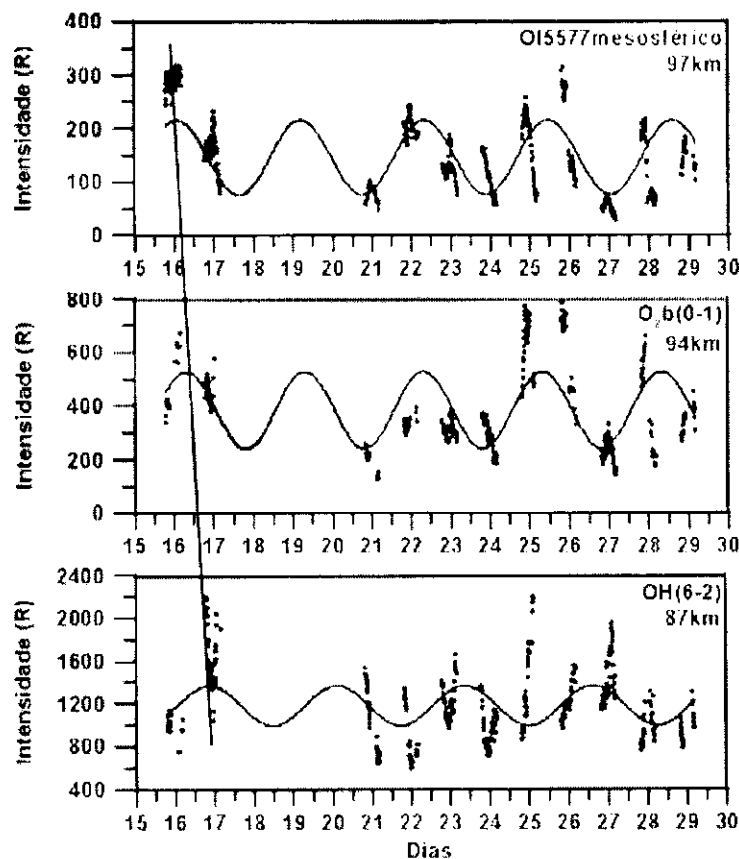 OI5577mesosférico
97km
Intensidade (R)
400
300
200
100
0
15 16 17 18 19 20 21 22 23 24 25 26 27 28 29 30
O₂b(0-1)
94km
Intensidade (R)
800
600
400
200
0
15 16 17 18 19 20 21 22 23 24 25 26 27 28 29 30
OH(6-2)
87km
Intensidade (R)
2400
2000
1600
1200
800
400
15 16 17 18 19 20 21 22 23 24 25 26 27 28 29 30
Dias